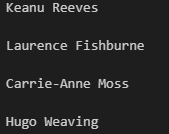 Keanu Reeves
Laurence Fishburne
Carrie-Anne Moss
Hugo Weaving